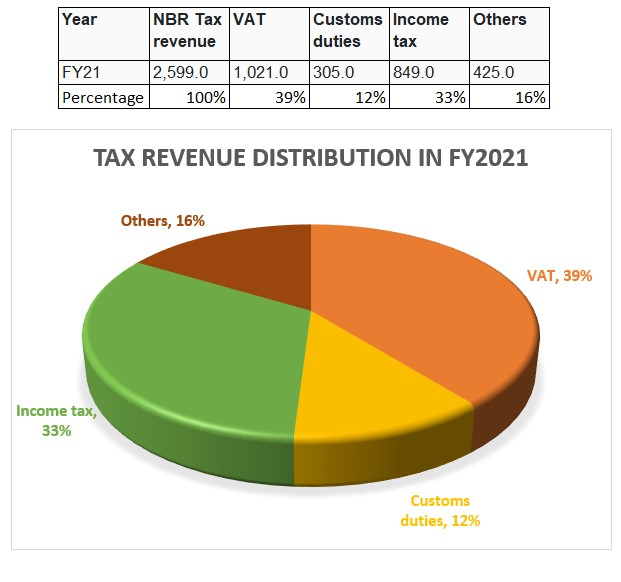 Year NBR Tax revenue VAT Customs duties Income tax Others
FY21 2,599.0 1,021.0 305.0 849.0 425.0
Percentage 100% 39% 12% 33% 16%
TAX REVENUE DISTRIBUTION IN FY2021
Others, 16%
VAT, 39%
Income tax,
33%
Customs
duties, 12%